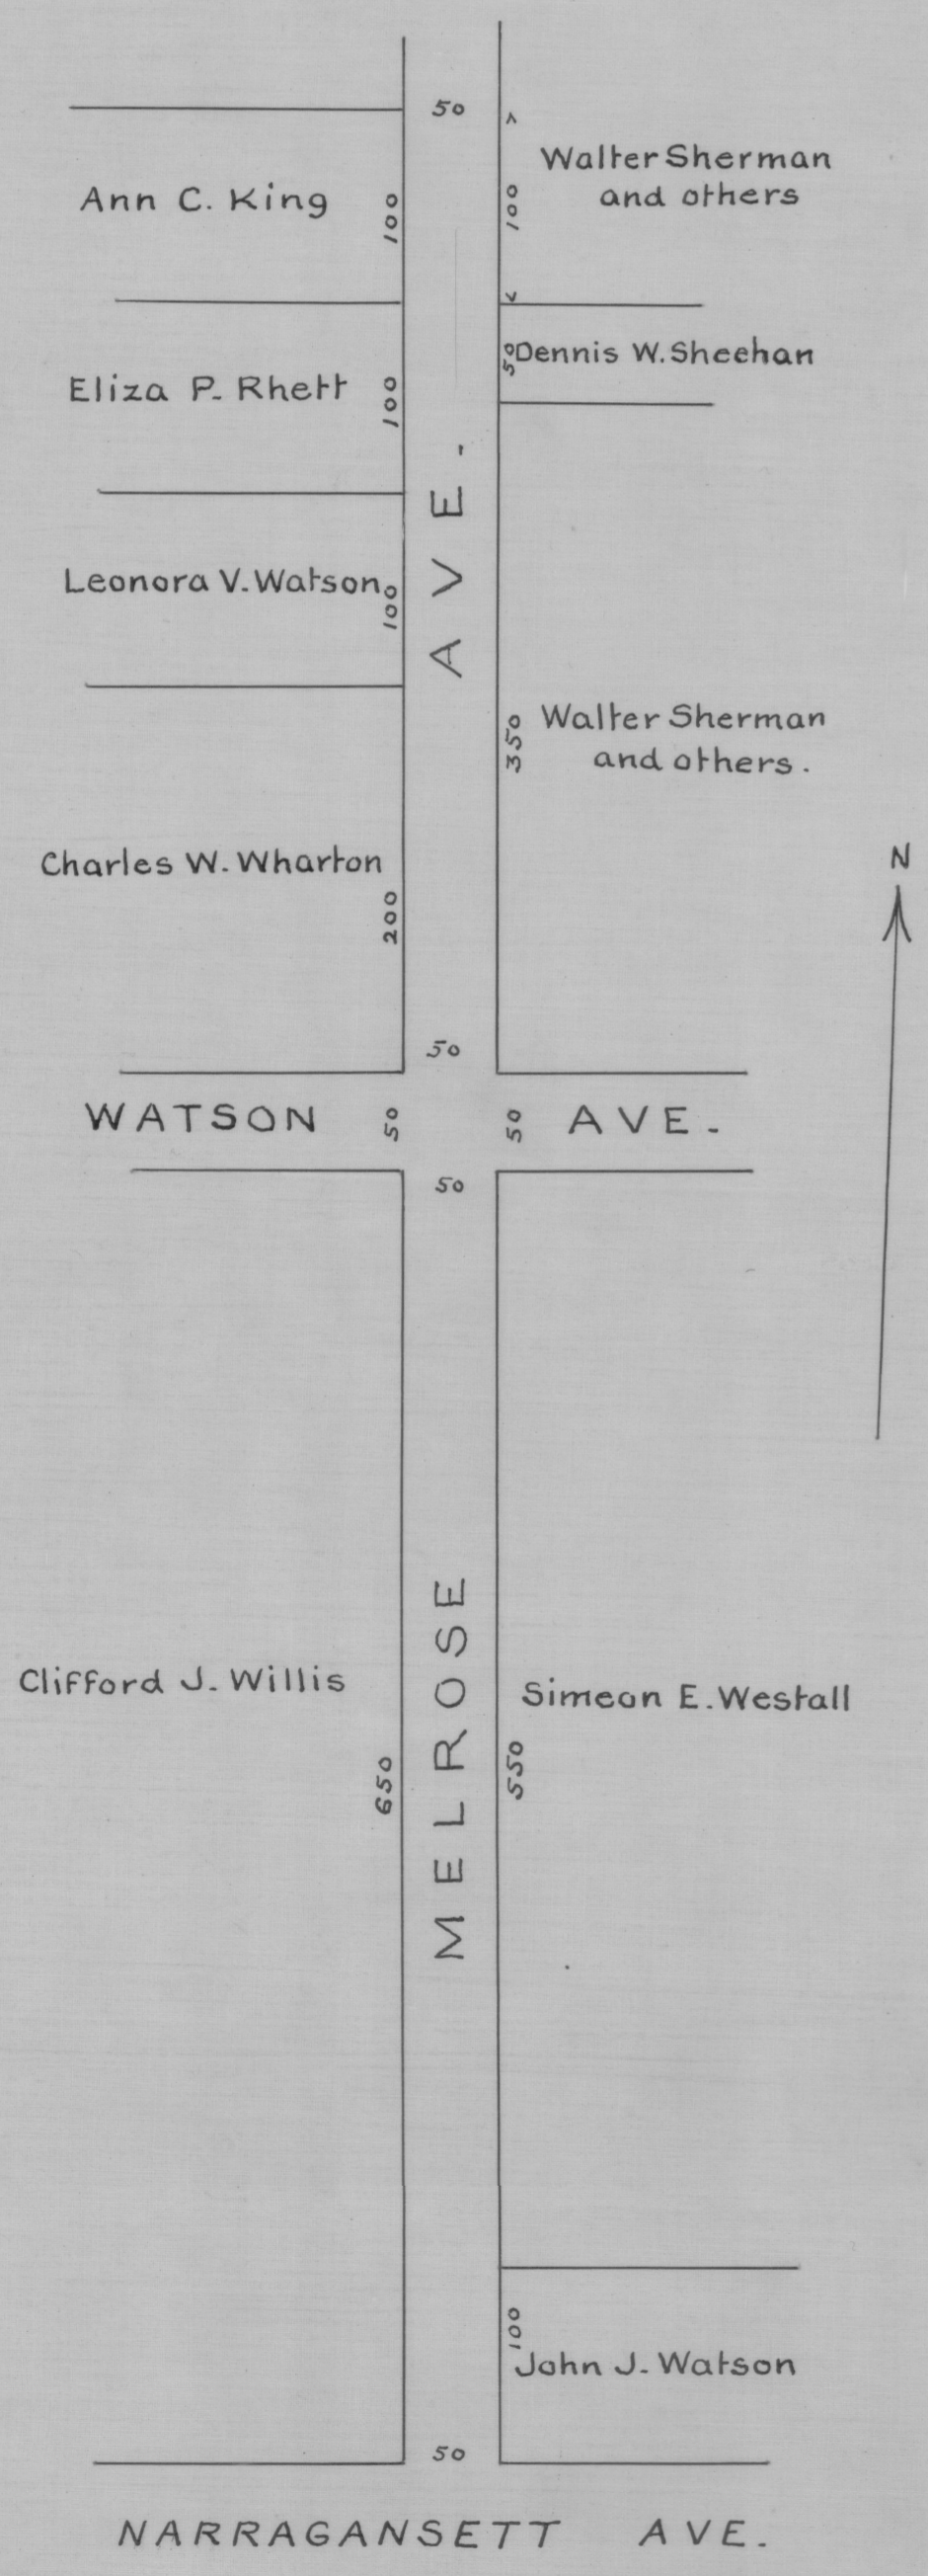 50
Walter Sherman
and others
Ann C. King
100
100
Dennis W. Sheehan
50
Eliza P. Rhett
100
AVE.
Leonora V. Watson
100
Walter Sherman
and others.
350
Charles W. Wharton
200
N
50
WATSON 50 50 AVE.
50
MELROSE
Clifford J. Willis
Simeon E. Westall
650
550
100
John J. Watson
50
NARRAGANSETT AVE.